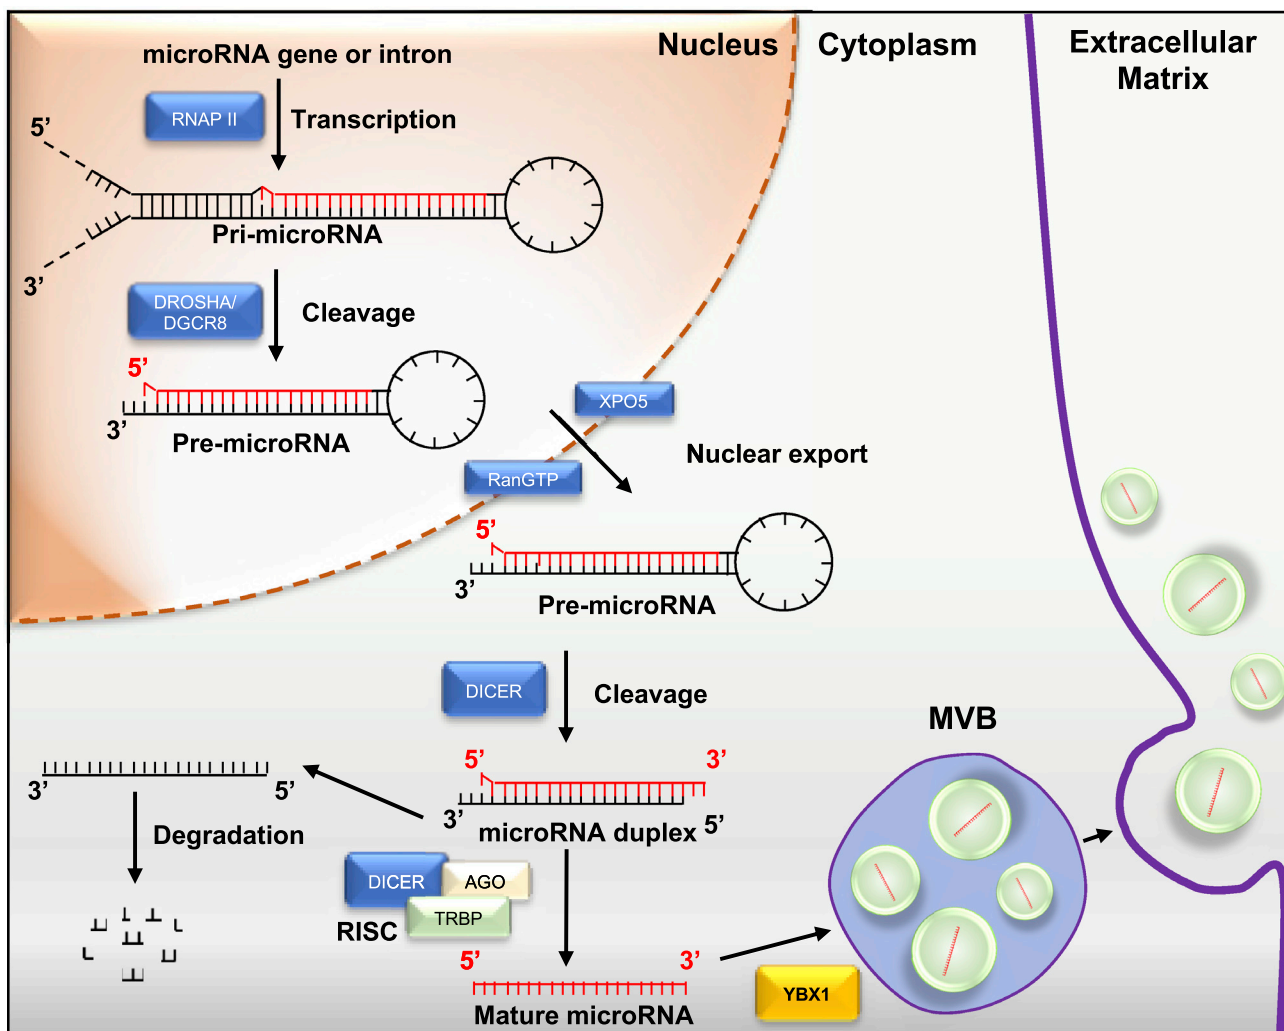 Nucleus
Cytoplasm
Extracellular
Matrix
microRNA gene or intron
RNAP II
Transcription
5’
Pri-microRNA
3’
DROSHA/
DGCR8
Cleavage
5’
3’
Pre-microRNA
XPO5
Nuclear export
RanGTP
5’
3’
Pre-microRNA
DICER
Cleavage
MVB
5’
3’
3’
5’
3’
5’
microRNA duplex
Degradation
DICER
AGO
TRBP
RISC
5’
3’
YBX1
Mature microRNA